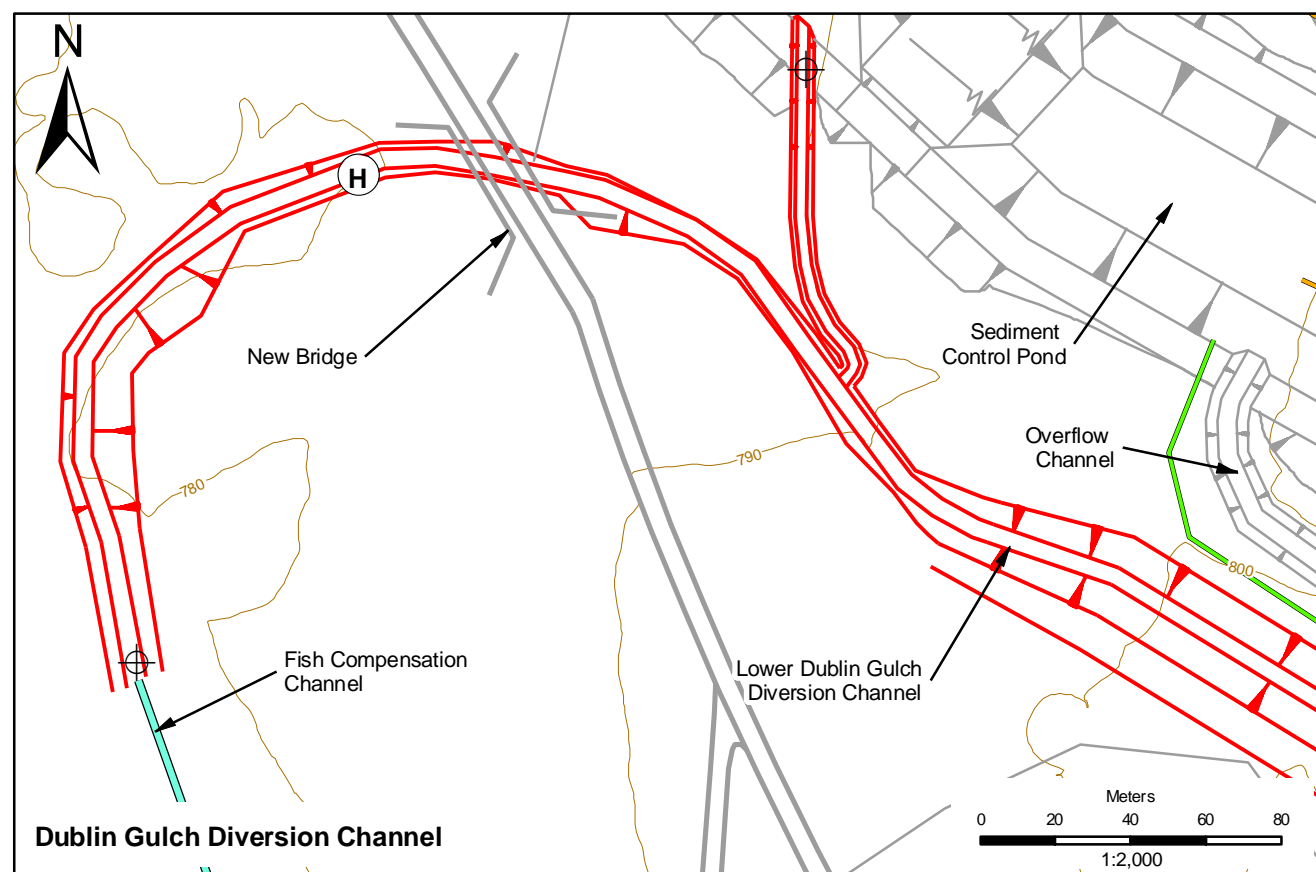 N
H
New Bridge
Sediment
Control Pond
Overflow
Channel
790
780
800
Fish Compensation
Channel
Lower Dublin Gulch
Diversion Channel
Meters
0 20 40 60 80
1:2,000
Dublin Gulch Diversion Channel